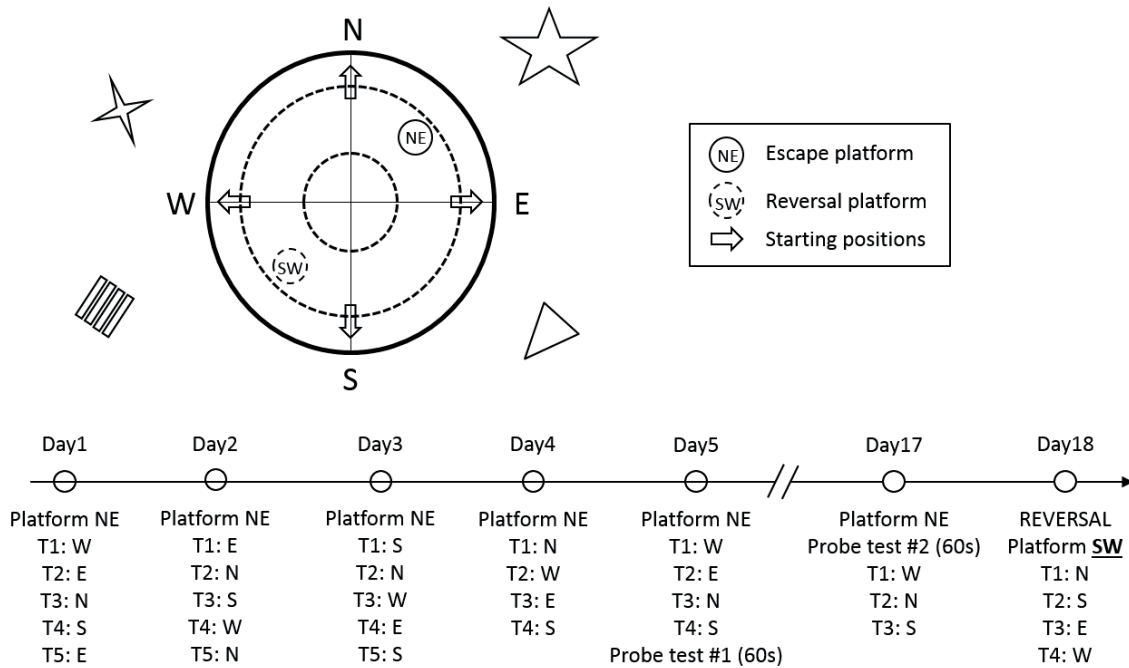 N
NE
W
E
SW
S
NE Escape platform
SW Reversal platform
Starting positions
Day1
Day2
Day3
Day4
Day5
Day17
Day18
Platform NE
T1: W
T2: E
T3: N
T4: S
T5: E
Platform NE
T1: E
T2: N
T3: S
T4: W
T5: N
Platform NE
T1: S
T2: N
T3: W
T4: E
T5: S
Platform NE
T1: N
T2: W
T3: E
T4: S
Platform NE
T1: W
T2: E
T3: N
T4: S
Probe test #1 (60s)
Platform NE
Probe test #2 (60s)
T1: W
T2: N
T3: S
REVERSAL
Platform SW
T1: N
T2: S
T3: E
T4: W